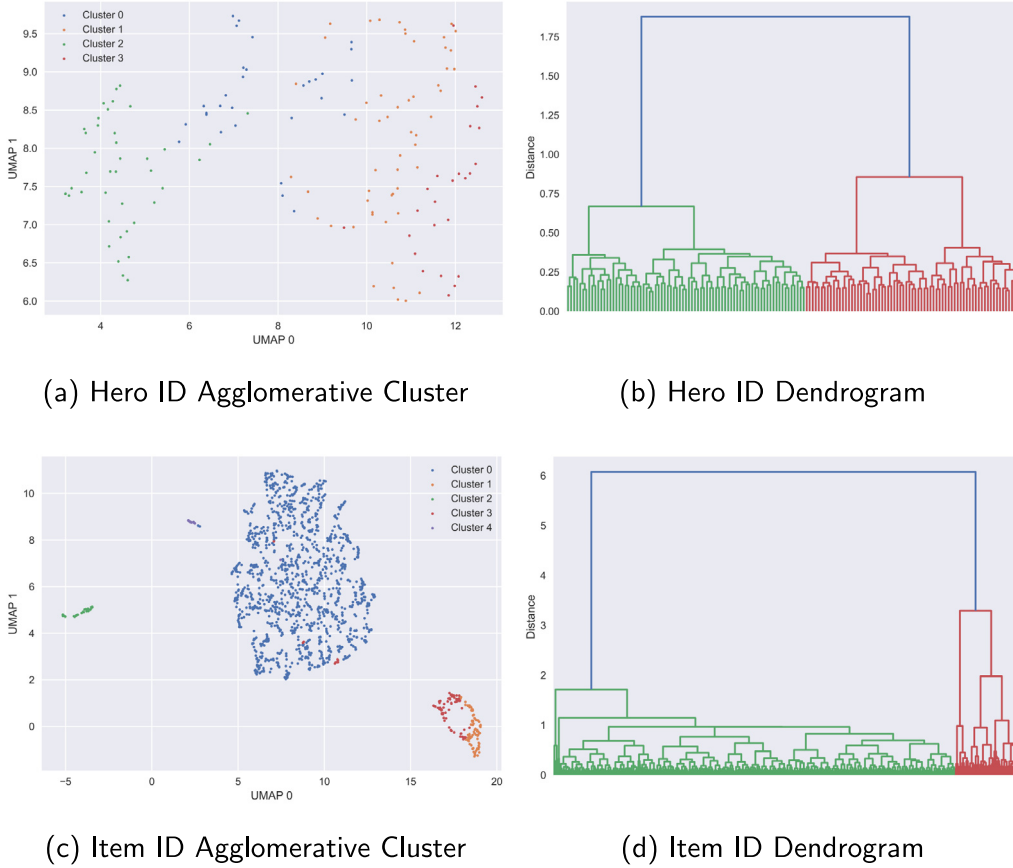 Cluster 0
Cluster 1
Cluster 2
Cluster 3
9.5
9.0
8.5
8.0
7.5
7.0
6.5
6.0
UMAP 1
4
6
8
10
12
UMAP 0
(a) Hero ID Agglomerative Cluster
1.75
1.50
1.25
1.00
0.75
0.50
0.25
0.00
Distance
(b) Hero ID Dendrogram
Cluster 0
Cluster 1
Cluster 2
Cluster 3
Cluster 4
10
8
6
4
2
0
UMAP 1
−5
0
5
10
15
20
UMAP 0
(c) Item ID Agglomerative Cluster
6
5
4
3
2
1
0
Distance
(d) Item ID Dendrogram